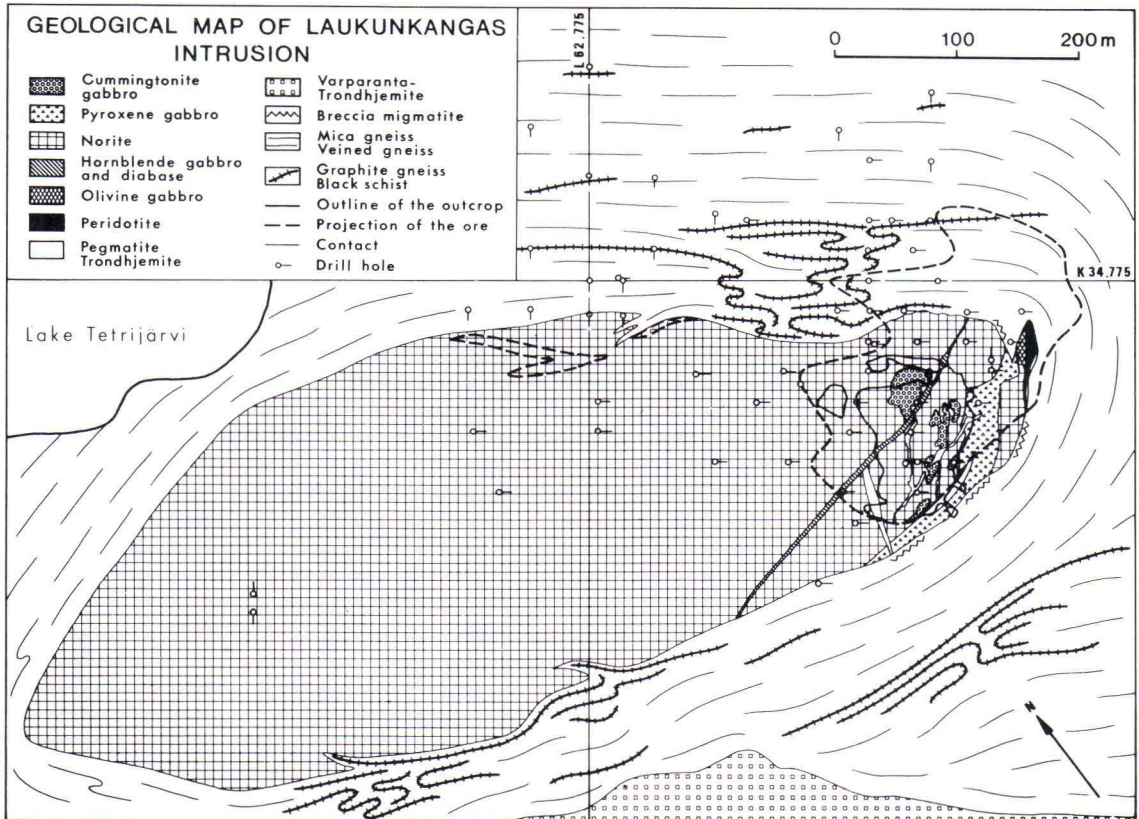 GEOLOGICAL MAP OF LAUKUNKANGAS
INTRUSION
Cummingtonite
gabbro
Pyroxene gabbro
Norite
Hornblende gabbro
and diabase
Olivine gabbro
Peridotite
Pegmatite
Trondhjemite
Varparanta-
Trondhjemite
Breccia migmatite
Mica gneiss
Veined gneiss
Graphite gneiss
Black schist
Outline of the outcrop
Projection of the ore
Contact
Drill hole
L62.775
0 100 200 m
K 34.775
Lake Tetrijärvi
N